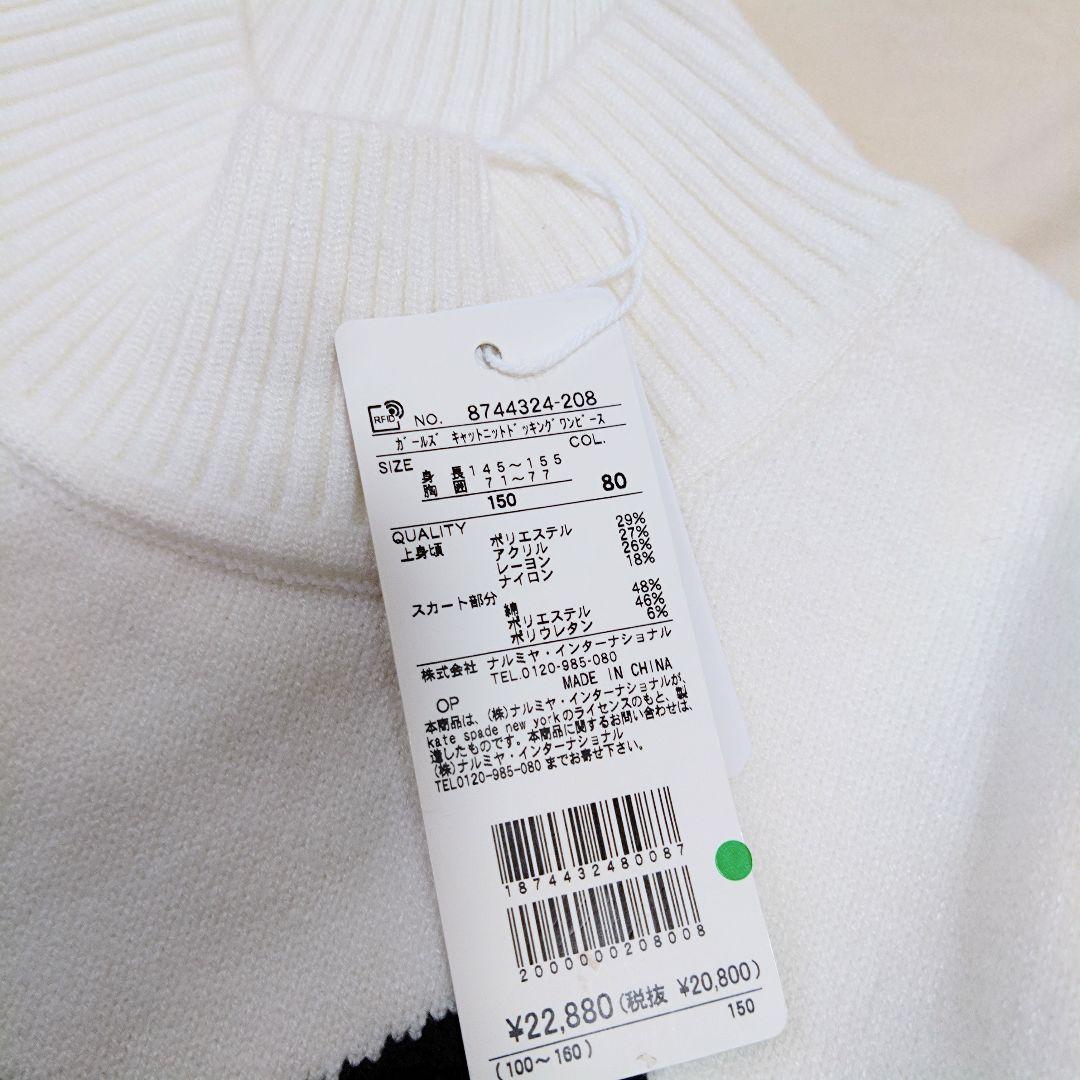 RFID NO. 8744324-208
ガールズ キャットニットドッキングワンピース
SIZE COL.
身長 145～155
胸囲 71～77
150 80
QUALITY
上身頃 ポリエステル 29%
アクリル 27%
レーヨン 26%
ナイロン 18%
スカート部分 綿 48%
ポリエステル 46%
ポリウレタン 6%
株式会社 ナルミヤ・インターナショナル
TEL.0120-985-080
MADE IN CHINA
OP
本商品は、(株)ナルミヤ・インターナショナルが、
kate spade new yorkのライセンスのもと、製
造したものです。本商品に関するお問い合わせは、
(株)ナルミヤ・インターナショナル
TEL0120-985-080 までお寄せ下さい。
1874432480087
2000000208008
¥22,880(税抜 ¥20,800)
(100～160) 150